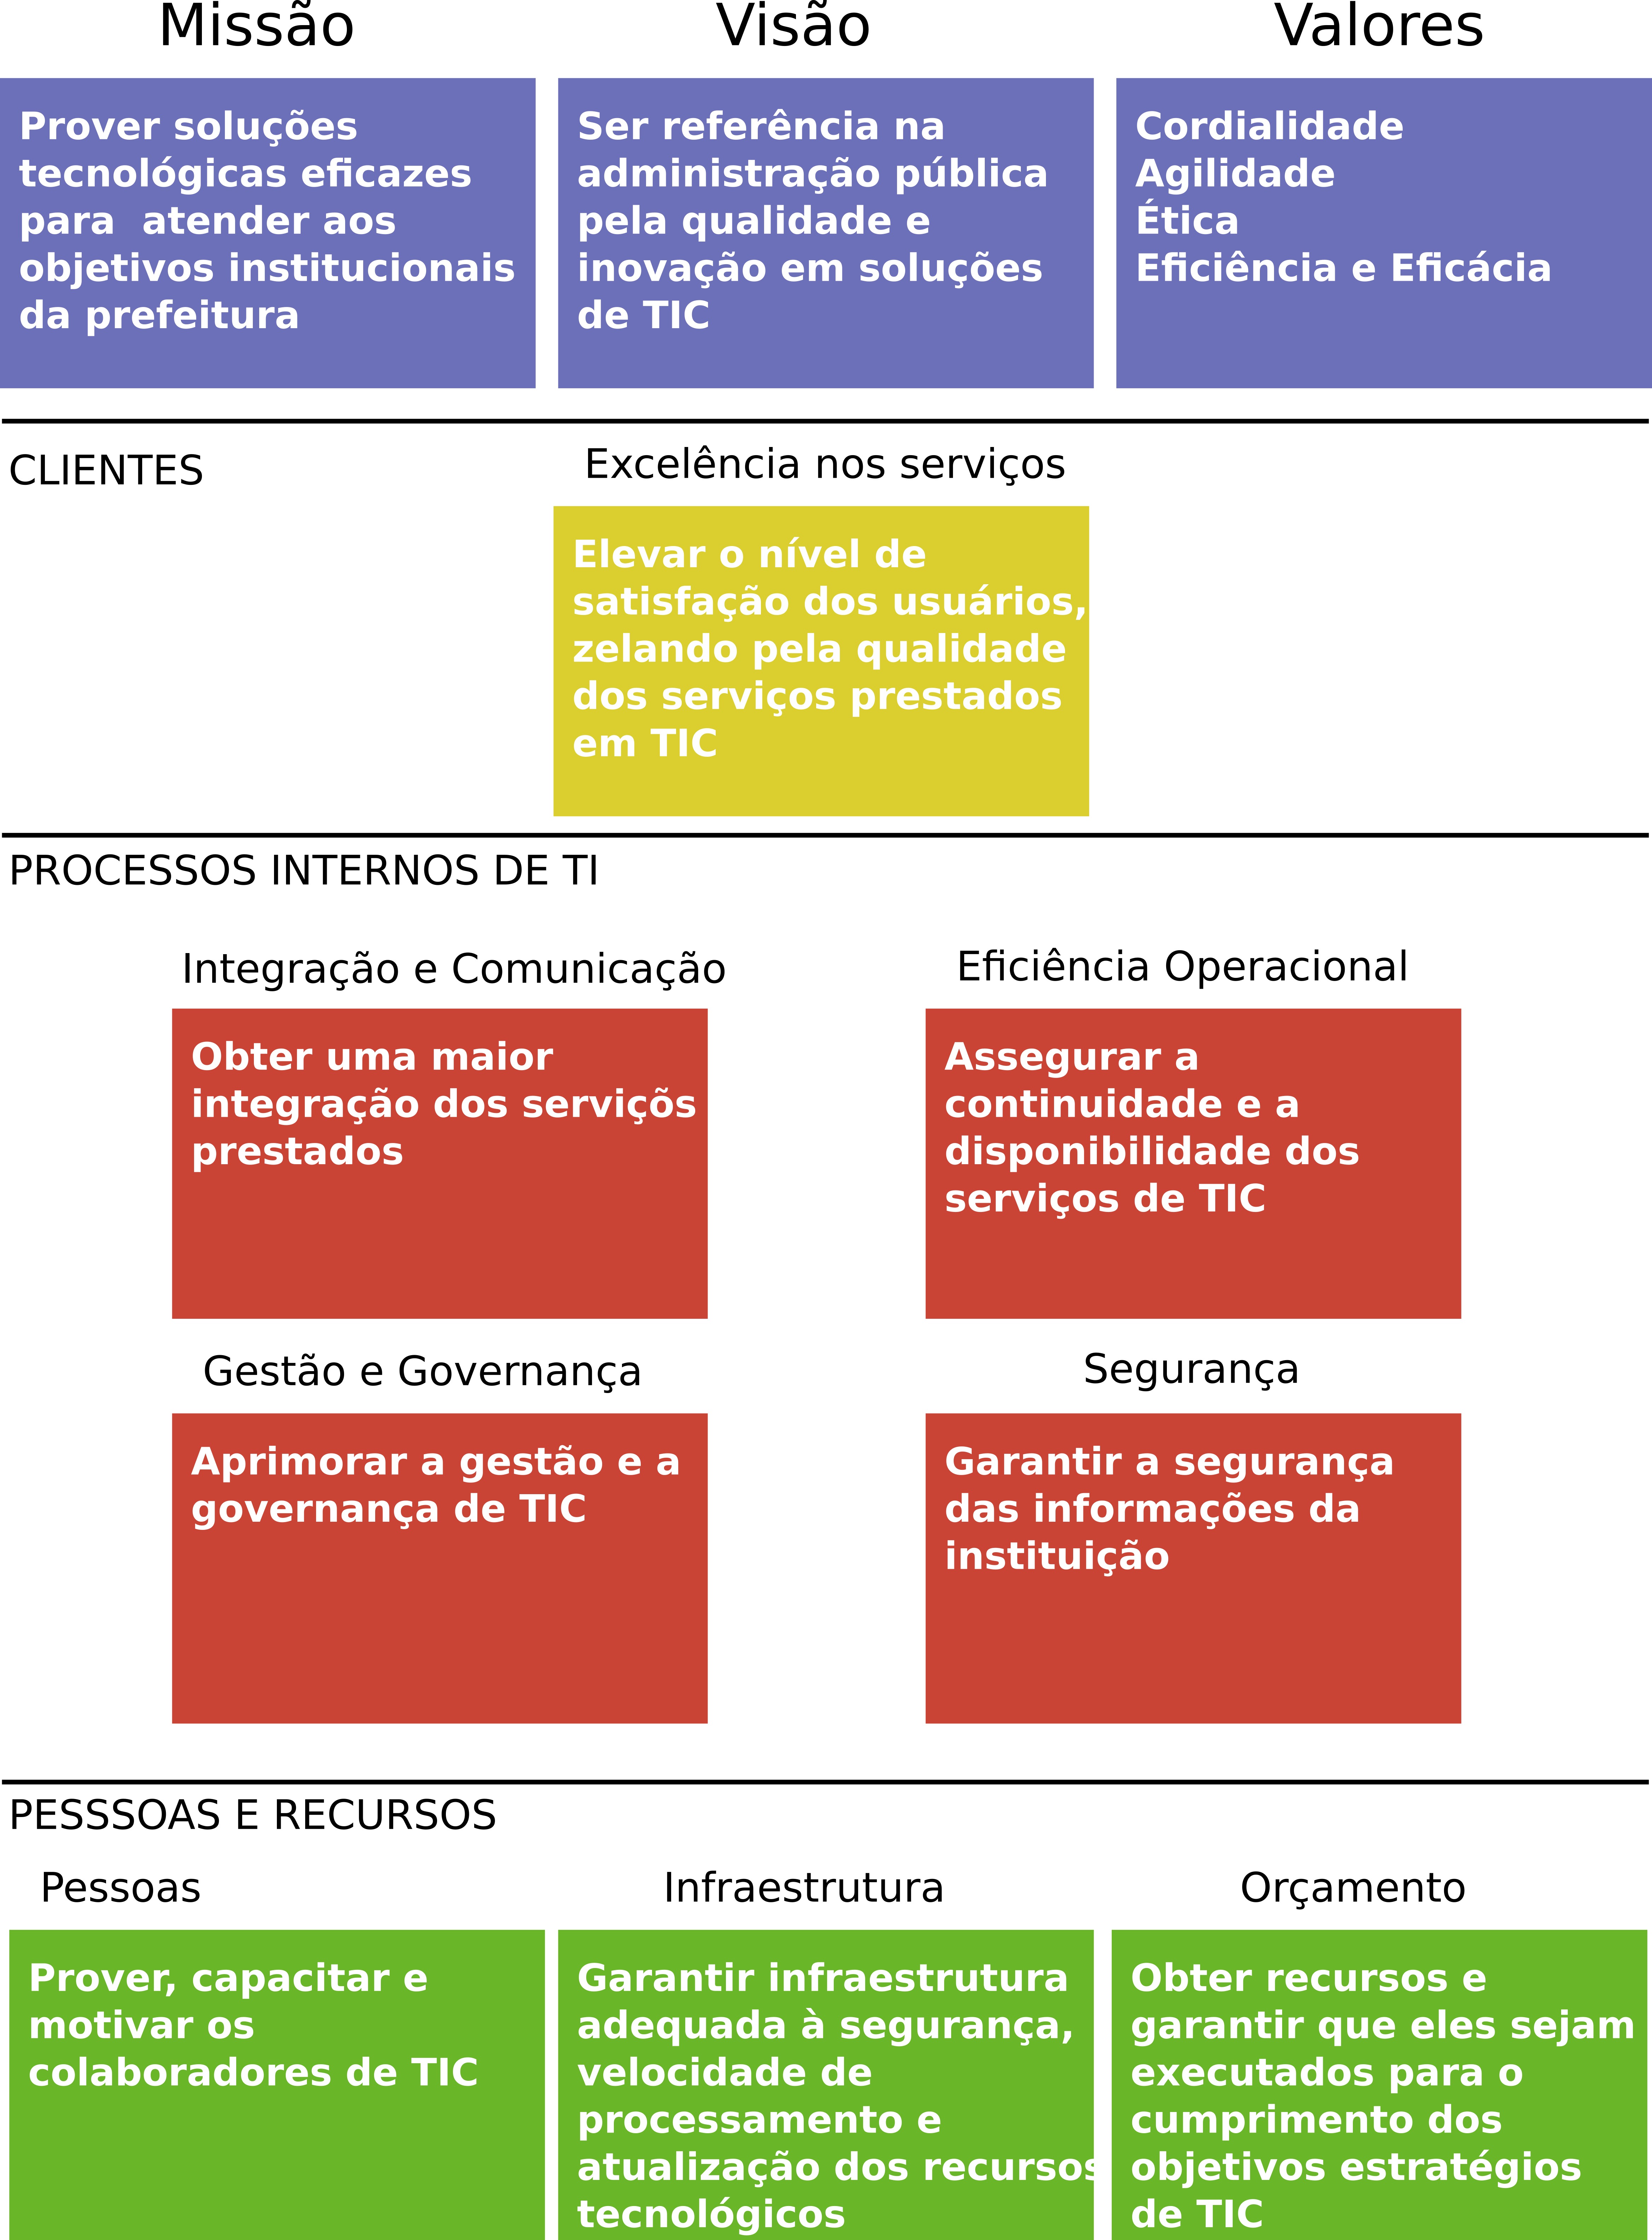 Missão
Visão
Valores
Prover soluções
tecnológicas eficazes
para  atender aos
objetivos institucionais
da prefeitura
Ser referência na
administração pública
pela qualidade e
inovação em soluções
de TIC
Cordialidade
Agilidade
Ética
Eficiência e Eficácia
CLIENTES
Excelência nos serviços
Elevar o nível de
satisfação dos usuários,
zelando pela qualidade
dos serviços prestados
em TIC
PROCESSOS INTERNOS DE TI
Integração e Comunicação
Obter uma maior
integração dos serviçõs
prestados
Eficiência Operacional
Assegurar a
continuidade e a
disponibilidade dos
serviços de TIC
Gestão e Governança
Aprimorar a gestão e a
governança de TIC
Segurança
Garantir a segurança
das informações da
instituição
PESSSOAS E RECURSOS
Pessoas
Prover, capacitar e
motivar os
colaboradores de TIC
Infraestrutura
Garantir infraestrutura
adequada à segurança,
velocidade de
processamento e
atualização dos recursos
tecnológicos
Orçamento
Obter recursos e
garantir que eles sejam
executados para o
cumprimento dos
objetivos estratégios
de TIC